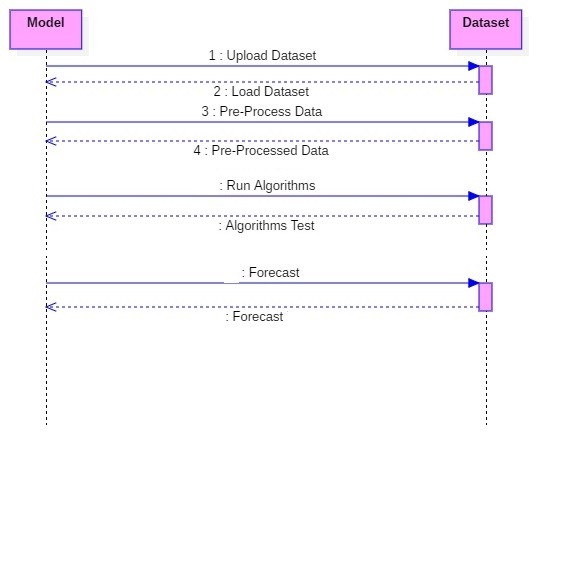 Model
Dataset
1 : Upload Dataset
2 : Load Dataset
3 : Pre-Process Data
4 : Pre-Processed Data
: Run Algorithms
: Algorithms Test
: Forecast
: Forecast